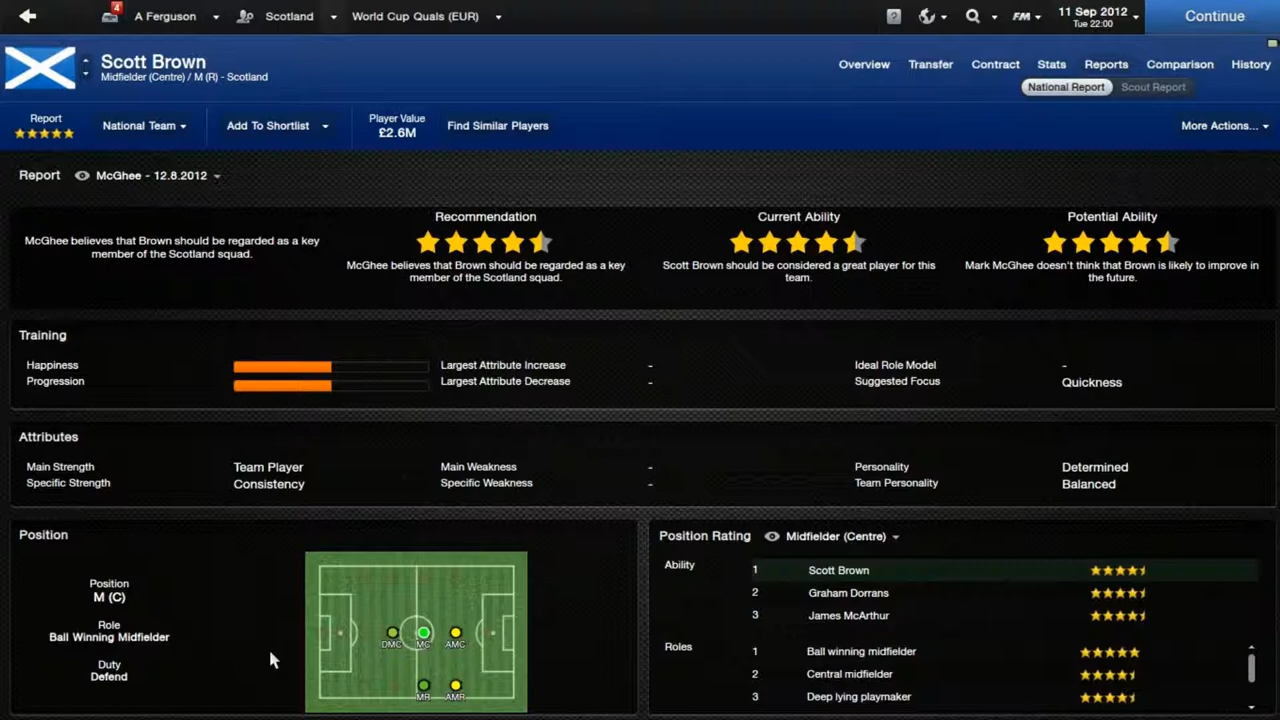 4
A Ferguson
Scotland
World Cup Quals (EUR)
?
FM
11 Sep 2012
Tue 22:00
Continue
Scott Brown
Midfielder (Centre) / M (R) - Scotland
Overview
Transfer
Contract
Stats
Reports
Comparison
History
National Report
Scout Report
Report
National Team
Add To Shortlist
Player Value
£2.6M
Find Similar Players
More Actions...
Report
McGhee - 12.8.2012
McGhee believes that Brown should be regarded as a key
member of the Scotland squad.
Recommendation
McGhee believes that Brown should be regarded as a key
member of the Scotland squad.
Current Ability
Scott Brown should be considered a great player for this
team.
Potential Ability
Mark McGhee doesn't think that Brown is likely to improve in
the future.
Training
Happiness
Progression
Largest Attribute Increase -
Largest Attribute Decrease -
Ideal Role Model -
Suggested Focus Quickness
Attributes
Main Strength Team Player
Specific Strength Consistency
Main Weakness -
Specific Weakness -
Personality Determined
Team Personality Balanced
Position
Position
M (C)
Role
Ball Winning Midfielder
Duty
Defend
DMC
MC
AMC
MR
AMR
Position Rating
Midfielder (Centre)
Ability
1 Scott Brown
2 Graham Dorrans
3 James McArthur
Roles
1 Ball winning midfielder
2 Central midfielder
3 Deep lying playmaker